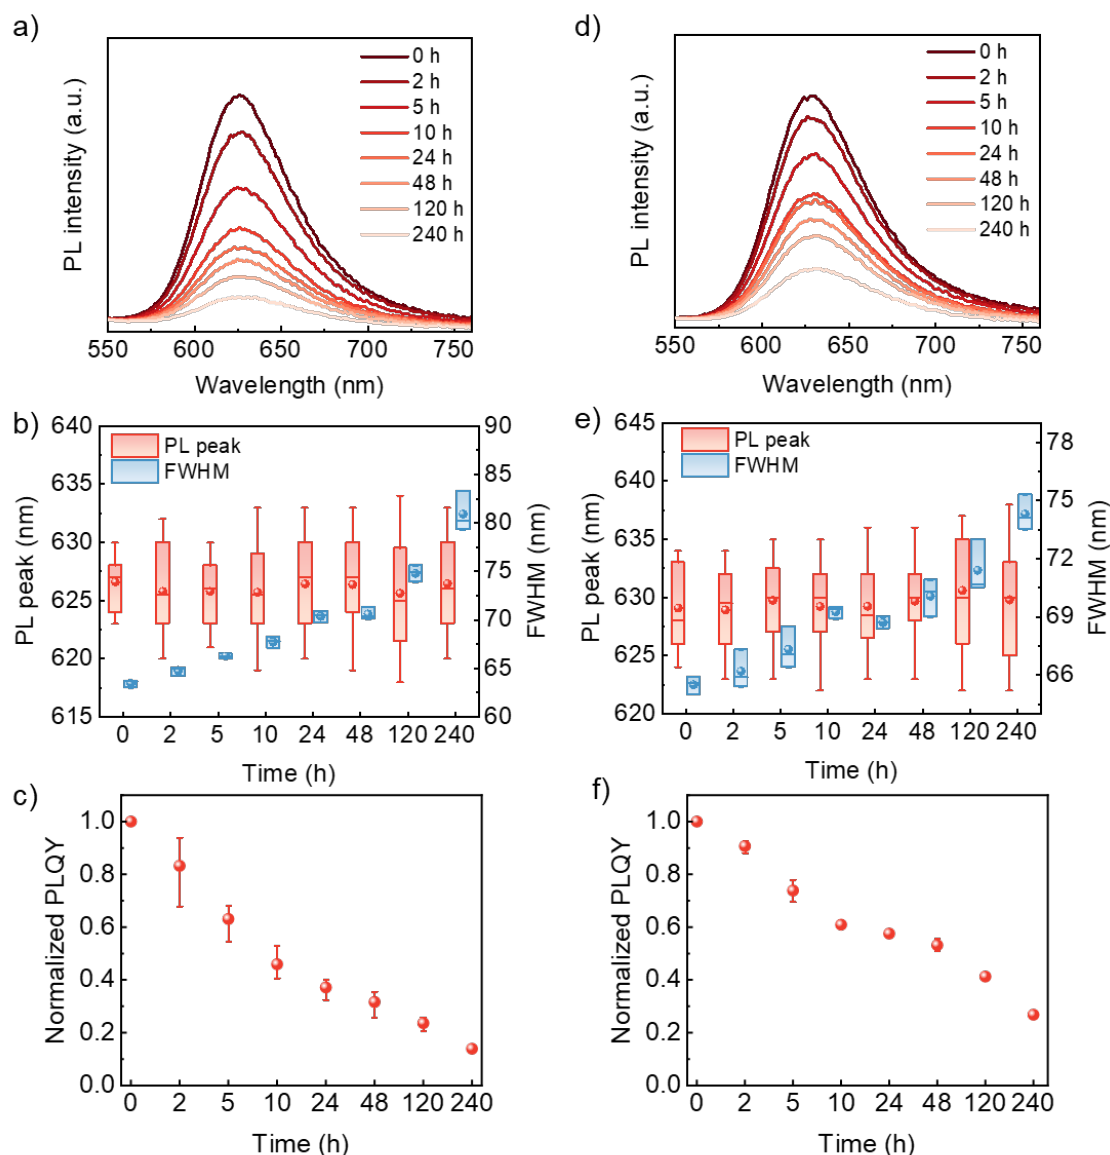 a)
PL intensity (a.u.)
0 h
2 h
5 h
10 h
24 h
48 h
120 h
240 h
550 600 650 700 750
Wavelength (nm)
d)
PL intensity (a.u.)
0 h
2 h
5 h
10 h
24 h
48 h
120 h
240 h
550 600 650 700 750
Wavelength (nm)
b)
PL peak (nm)
640
635
630
625
620
615
PL peak
FWHM
90
85
80
75
70
65
60
FWHM (nm)
0 2 5 10 24 48 120 240
Time (h)
e)
PL peak (nm)
645
640
635
630
625
620
PL peak
FWHM
78
75
72
69
66
FWHM (nm)
0 2 5 10 24 48 120 240
Time (h)
c)
Normalized PLQY
1.0
0.8
0.6
0.4
0.2
0.0
0 2 5 10 24 48 120 240
Time (h)
f)
Normalized PLQY
1.0
0.8
0.6
0.4
0.2
0.0
0 2 5 10 24 48 120 240
Time (h)